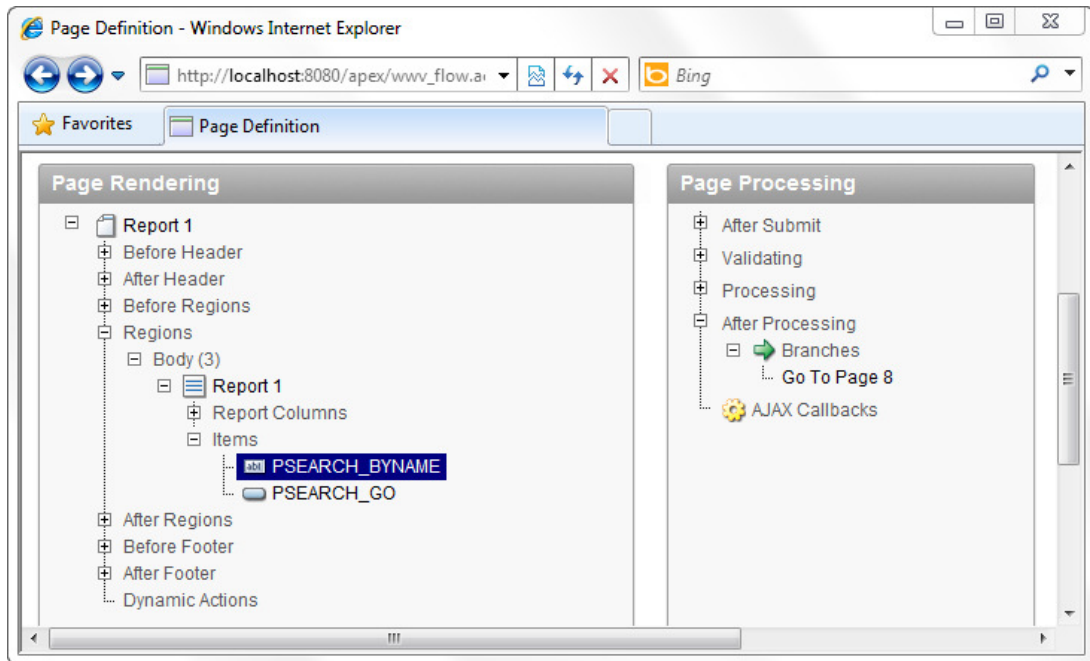 Page Definition - Windows Internet Explorer
http://localhost:8080/apex/wwv_flow.a
Bing
Favorites
Page Definition
Page Rendering
Report 1
Before Header
After Header
Before Regions
Regions
Body (3)
Report 1
Report Columns
Items
PSEARCH_BYNAME
PSEARCH_GO
After Regions
Before Footer
After Footer
Dynamic Actions
Page Processing
After Submit
Validating
Processing
After Processing
Branches
Go To Page 8
AJAX Callbacks